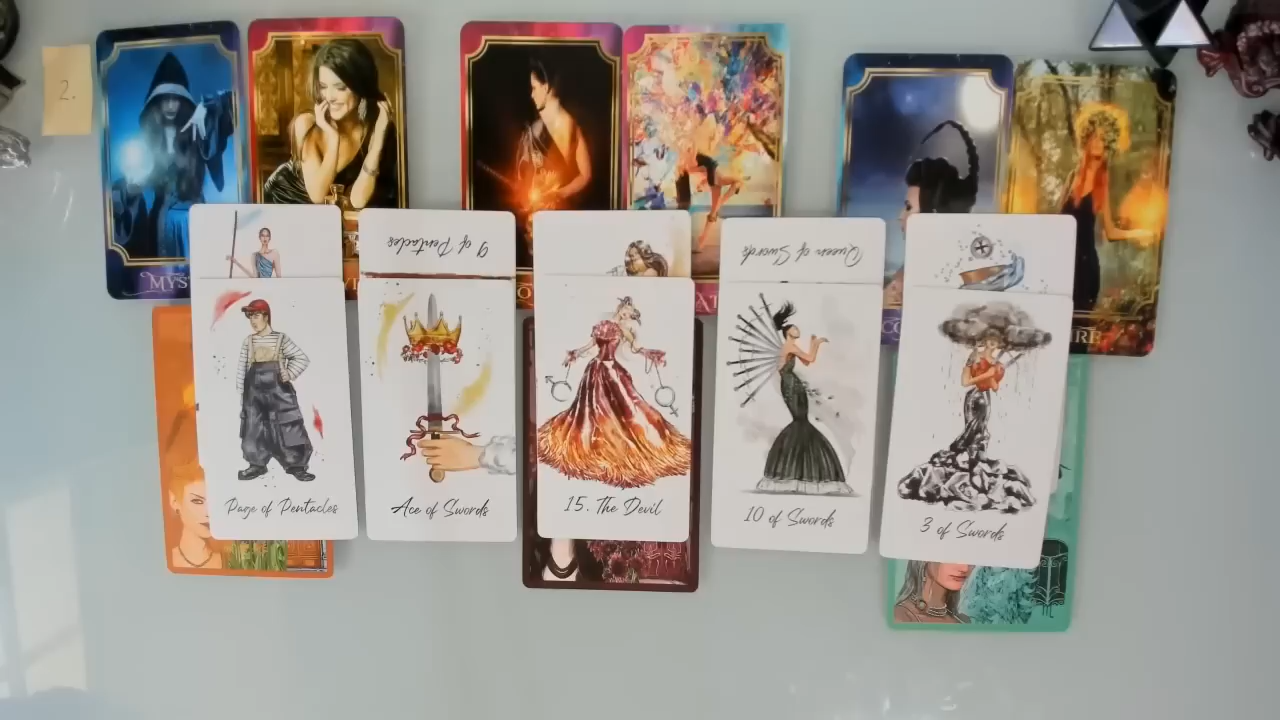 2.
9 of Pentacles
Queen of Swords
Page of Pentacles
Ace of Swords
15. The Devil
10 of Swords
3 of Swords